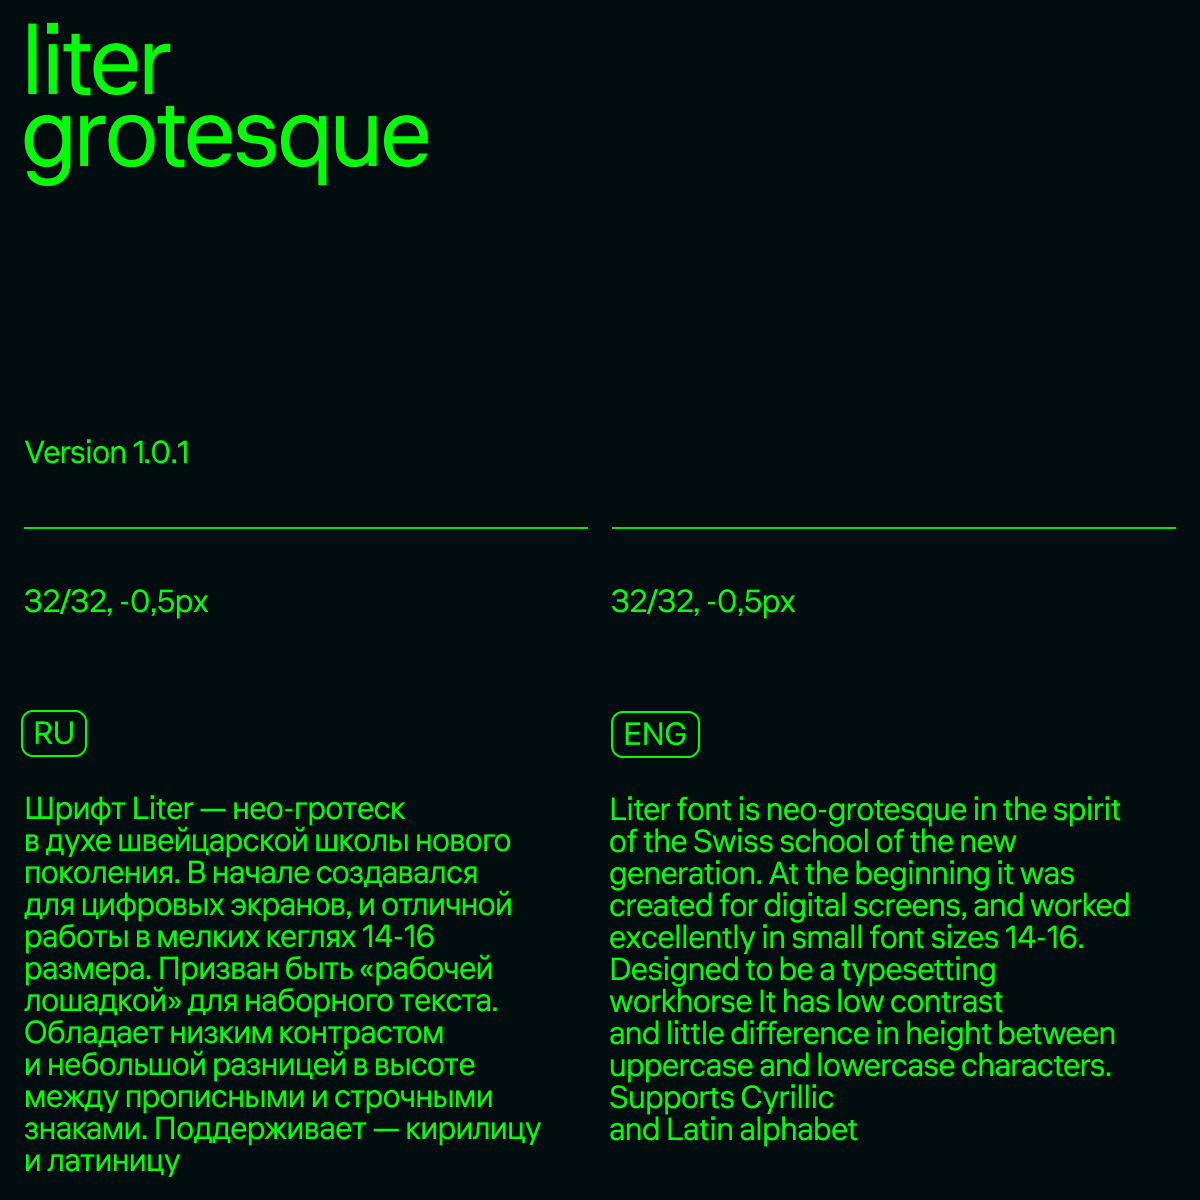 liter
grotesque
Version 1.0.1
32/32, -0,5px
RU
Шрифт Liter — нео-гротеск
в духе швейцарской школы нового
поколения. В начале создавался
для цифровых экранов, и отличной
работы в мелких кеглях 14-16
размера. Призван быть «рабочей
лошадкой» для наборного текста.
Обладает низким контрастом
и небольшой разницей в высоте
между прописными и строчными
знаками. Поддерживает — кирилицу
и латиницу
32/32, -0,5px
ENG
Liter font is neo-grotesque in the spirit
of the Swiss school of the new
generation. At the beginning it was
created for digital screens, and worked
excellently in small font sizes 14-16.
Designed to be a typesetting
workhorse It has low contrast
and little difference in height between
uppercase and lowercase characters.
Supports Cyrillic
and Latin alphabet